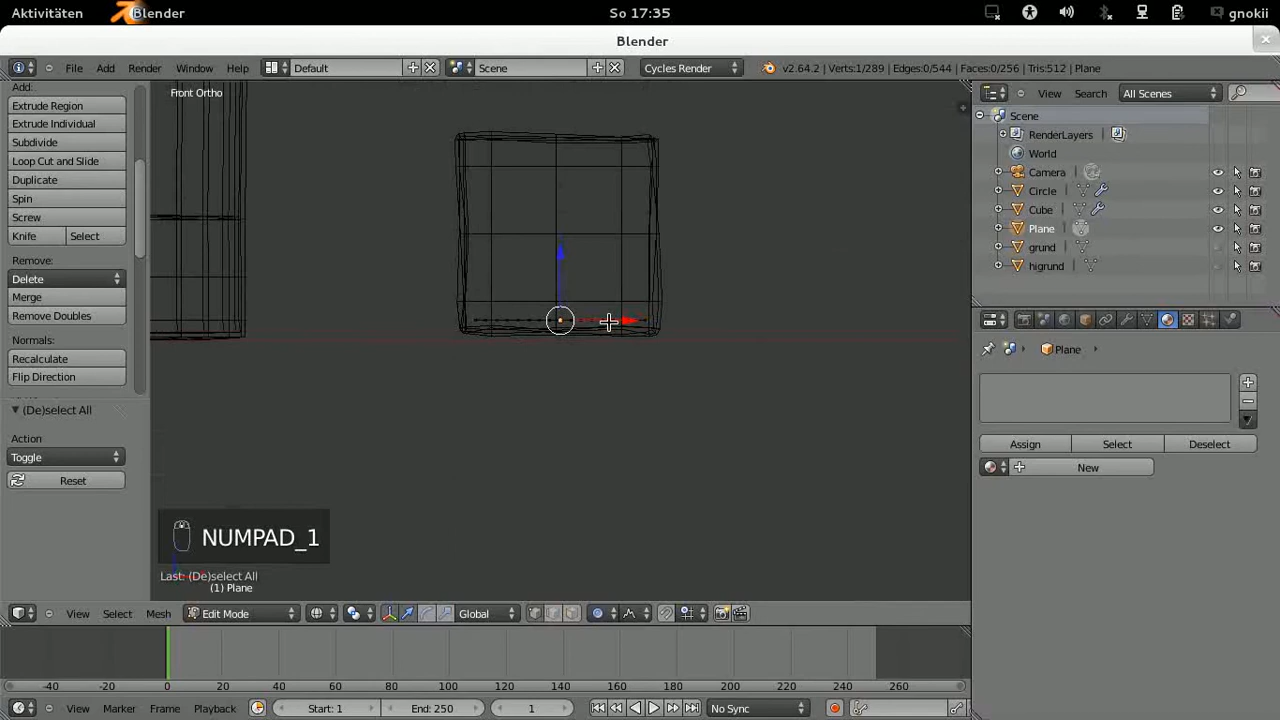 Aktivitäten Blender So 17:35 gnokii
Blender
File Add Render Window Help Default Scene Cycles Render v2.64.2 | Verts:1/289 | Edges:0/544 | Faces:0/256 | Tris:512 | Plane
Add:
Extrude Region
Extrude Individual
Subdivide
Loop Cut and Slide
Duplicate
Spin
Screw
Knife Select
Remove:
Delete
Merge
Remove Doubles
Normals:
Recalculate
Flip Direction
(De)select All
Action
Toggle
Reset
Front Ortho
NUMPAD_1
Last: (De)select All
(1) Plane
View Select Mesh Edit Mode Global
-40 -20 0 20 40 60 80 100 120 140 160 180 200 220 240 260
View Marker Frame Playback Start: 1 End: 250 1 No Sync
View Search All Scenes
Scene
RenderLayers
World
Camera
Circle
Cube
Plane
grund
higrund
Plane
Assign Select Deselect
New